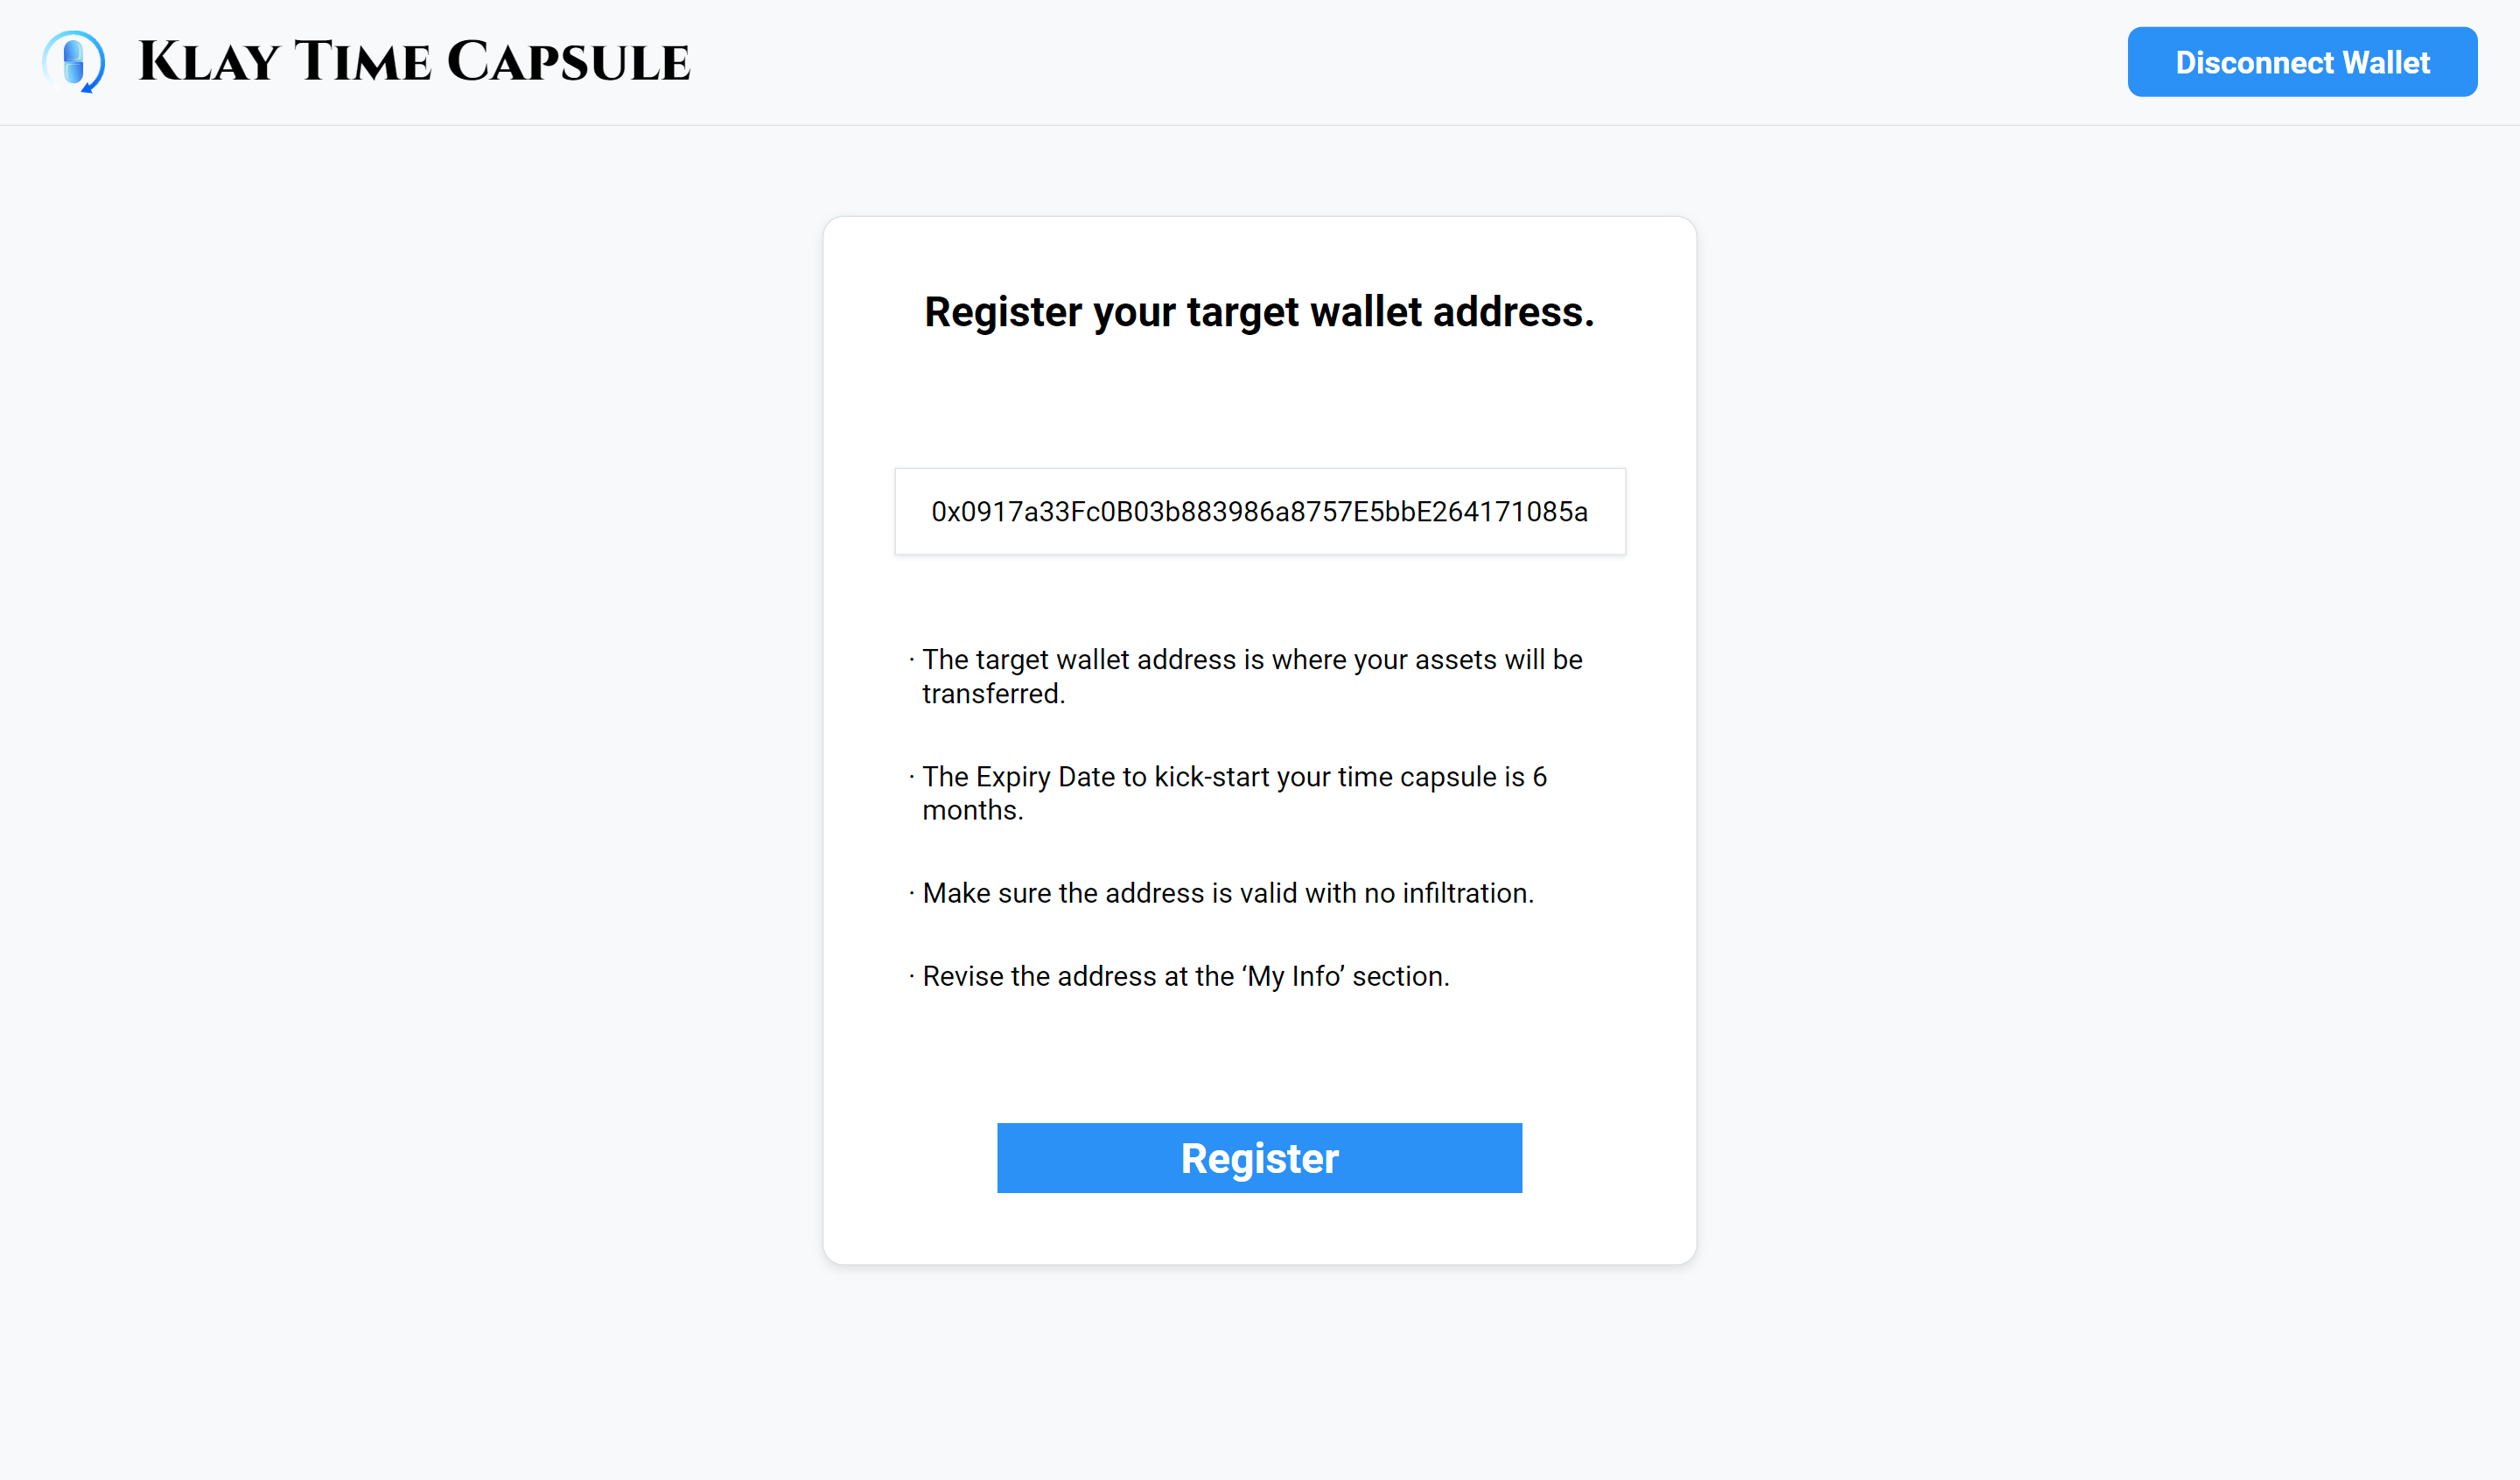 Klay Time Capsule
Disconnect Wallet
Register your target wallet address.
0x0917a33Fc0B03b883986a8757E5bbE264171085a
· The target wallet address is where your assets will be
transferred.
· The Expiry Date to kick-start your time capsule is 6
months.
· Make sure the address is valid with no infiltration.
· Revise the address at the ‘My Info’ section.
Register